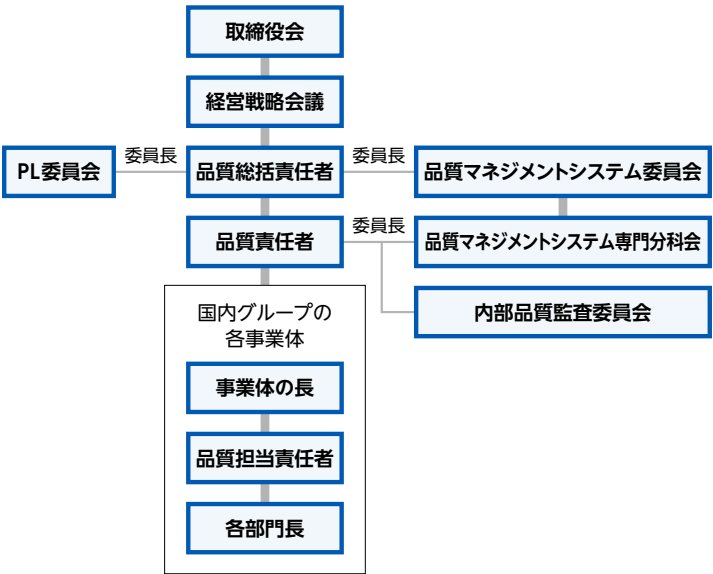 取締役会
経営戦略会議
PL委員会
委員長
品質総括責任者
委員長
品質マネジメントシステム委員会
品質責任者
委員長
品質マネジメントシステム専門分科会
内部品質監査委員会
国内グループの
各事業体
事業体の長
品質担当責任者
各部門長